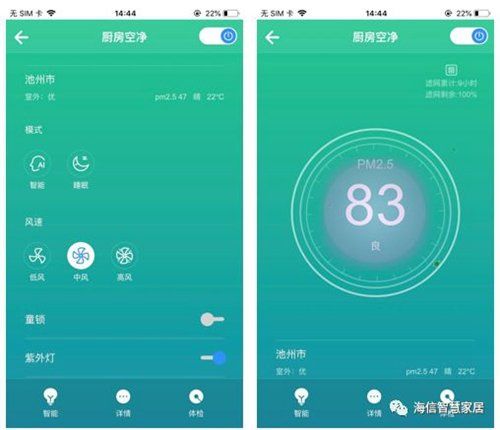 无 SIM 卡 14:44 22%
厨房空净
池州市
室外：优 pm2.5 47 晴 22℃
模式
AI
智能 睡眠
风速
低风 中风 高风
童锁
紫外灯
智能 详情 体检
无 SIM 卡 14:44 22%
厨房空净
滤网累计:9小时
滤网剩余:100%
PM2.5
83
良
池州市
室外：优 pm2.5 47 晴 22℃
智能 详情 体检
海信智慧家居